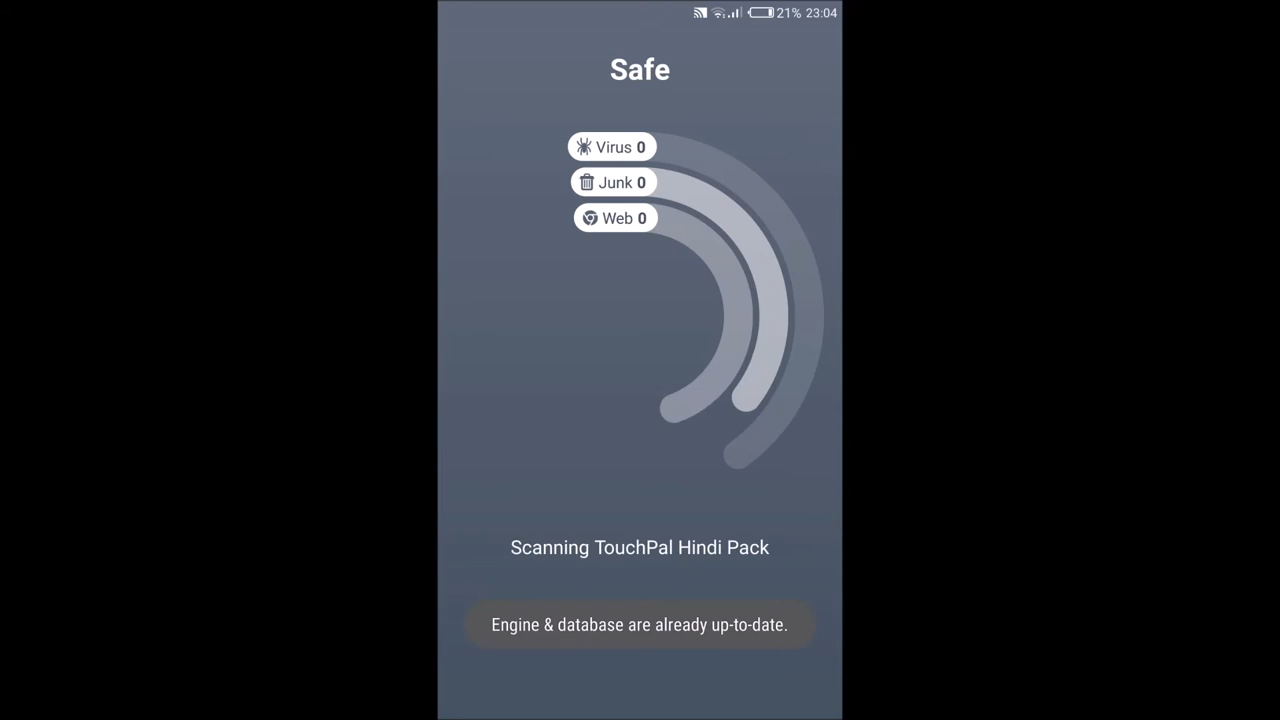 21% 23:04
Safe
Virus 0
Junk 0
Web 0
Scanning TouchPal Hindi Pack
Engine & database are already up-to-date.